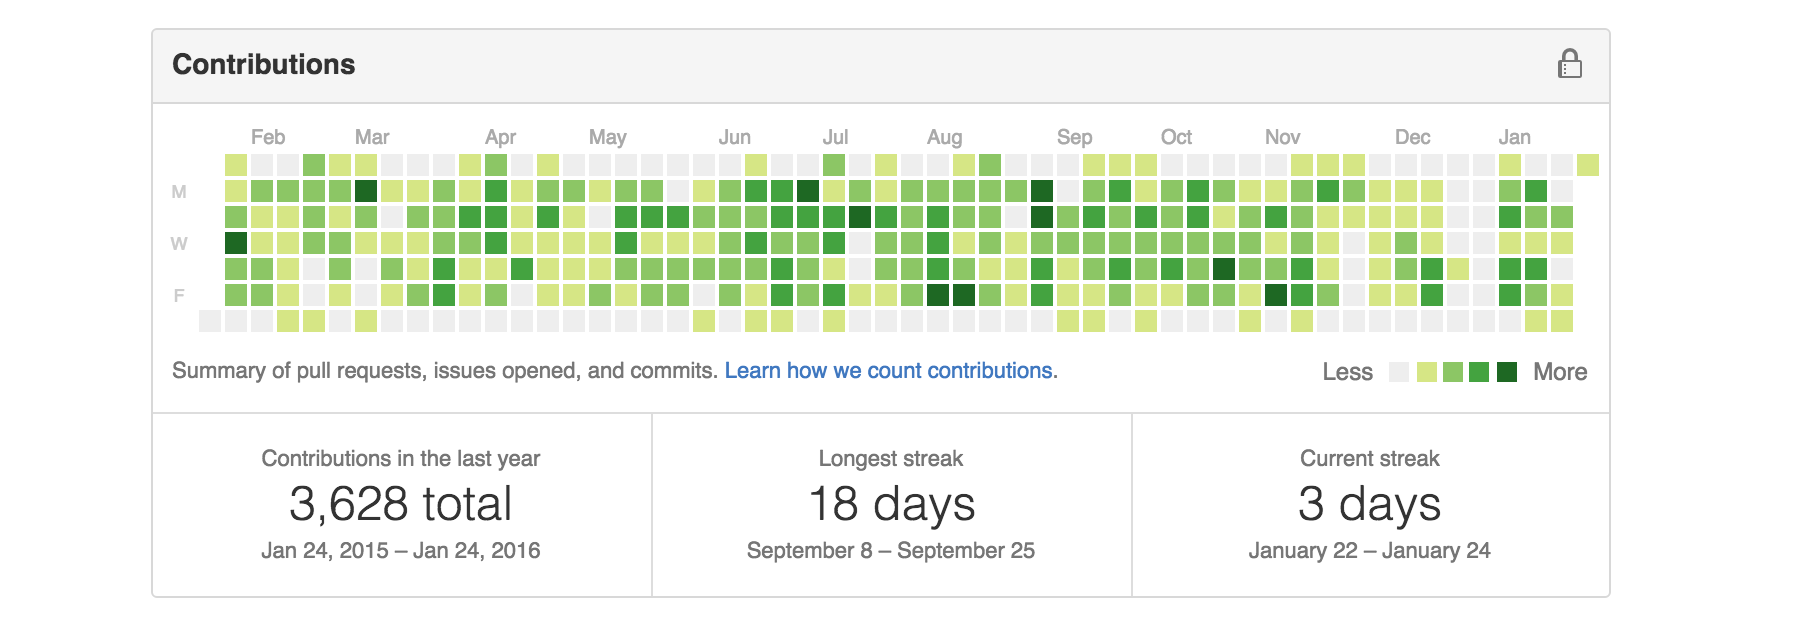 Contributions
Feb Mar Apr May Jun Jul Aug Sep Oct Nov Dec Jan
M
W
F
Summary of pull requests, issues opened, and commits. Learn how we count contributions.
Less More
Contributions in the last year
3,628 total
Jan 24, 2015 – Jan 24, 2016
Longest streak
18 days
September 8 – September 25
Current streak
3 days
January 22 – January 24